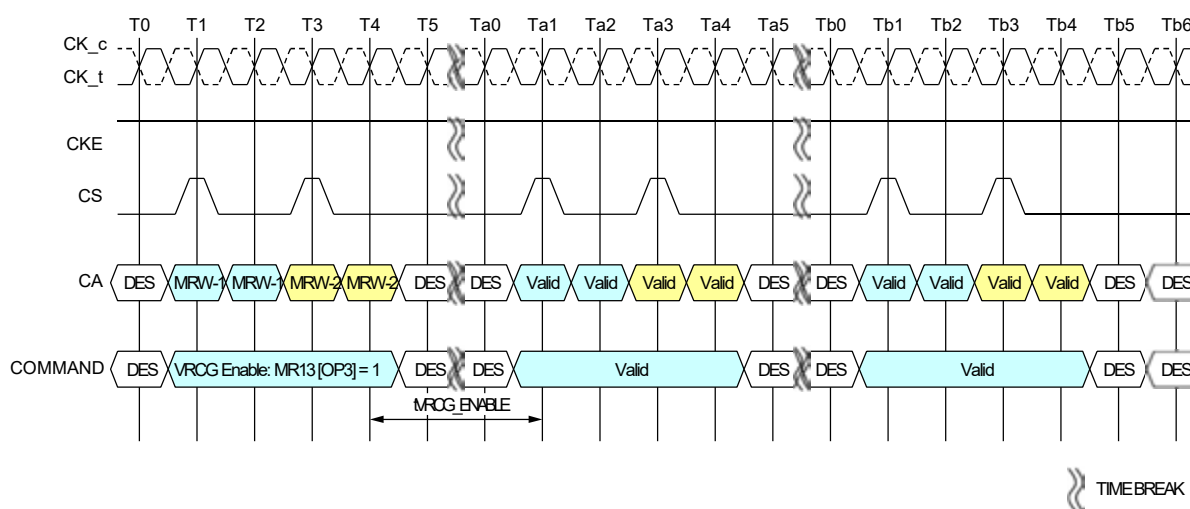 T0 T1 T2 T3 T4 T5 Ta0 Ta1 Ta2 Ta3 Ta4 Ta5 Tb0 Tb1 Tb2 Tb3 Tb4 Tb5 Tb6
CK_c
CK_t
CKE
CS
CA DES MRW-1 MRW-1 MRW-2 MRW-2 DES DES Valid Valid Valid Valid DES DES Valid Valid Valid Valid DES DES
COMMAND DES VRCG Enable: MR13 [OP3] = 1 DES DES Valid DES DES Valid DES DES
tVRCG_ENABLE
TIME BREAK